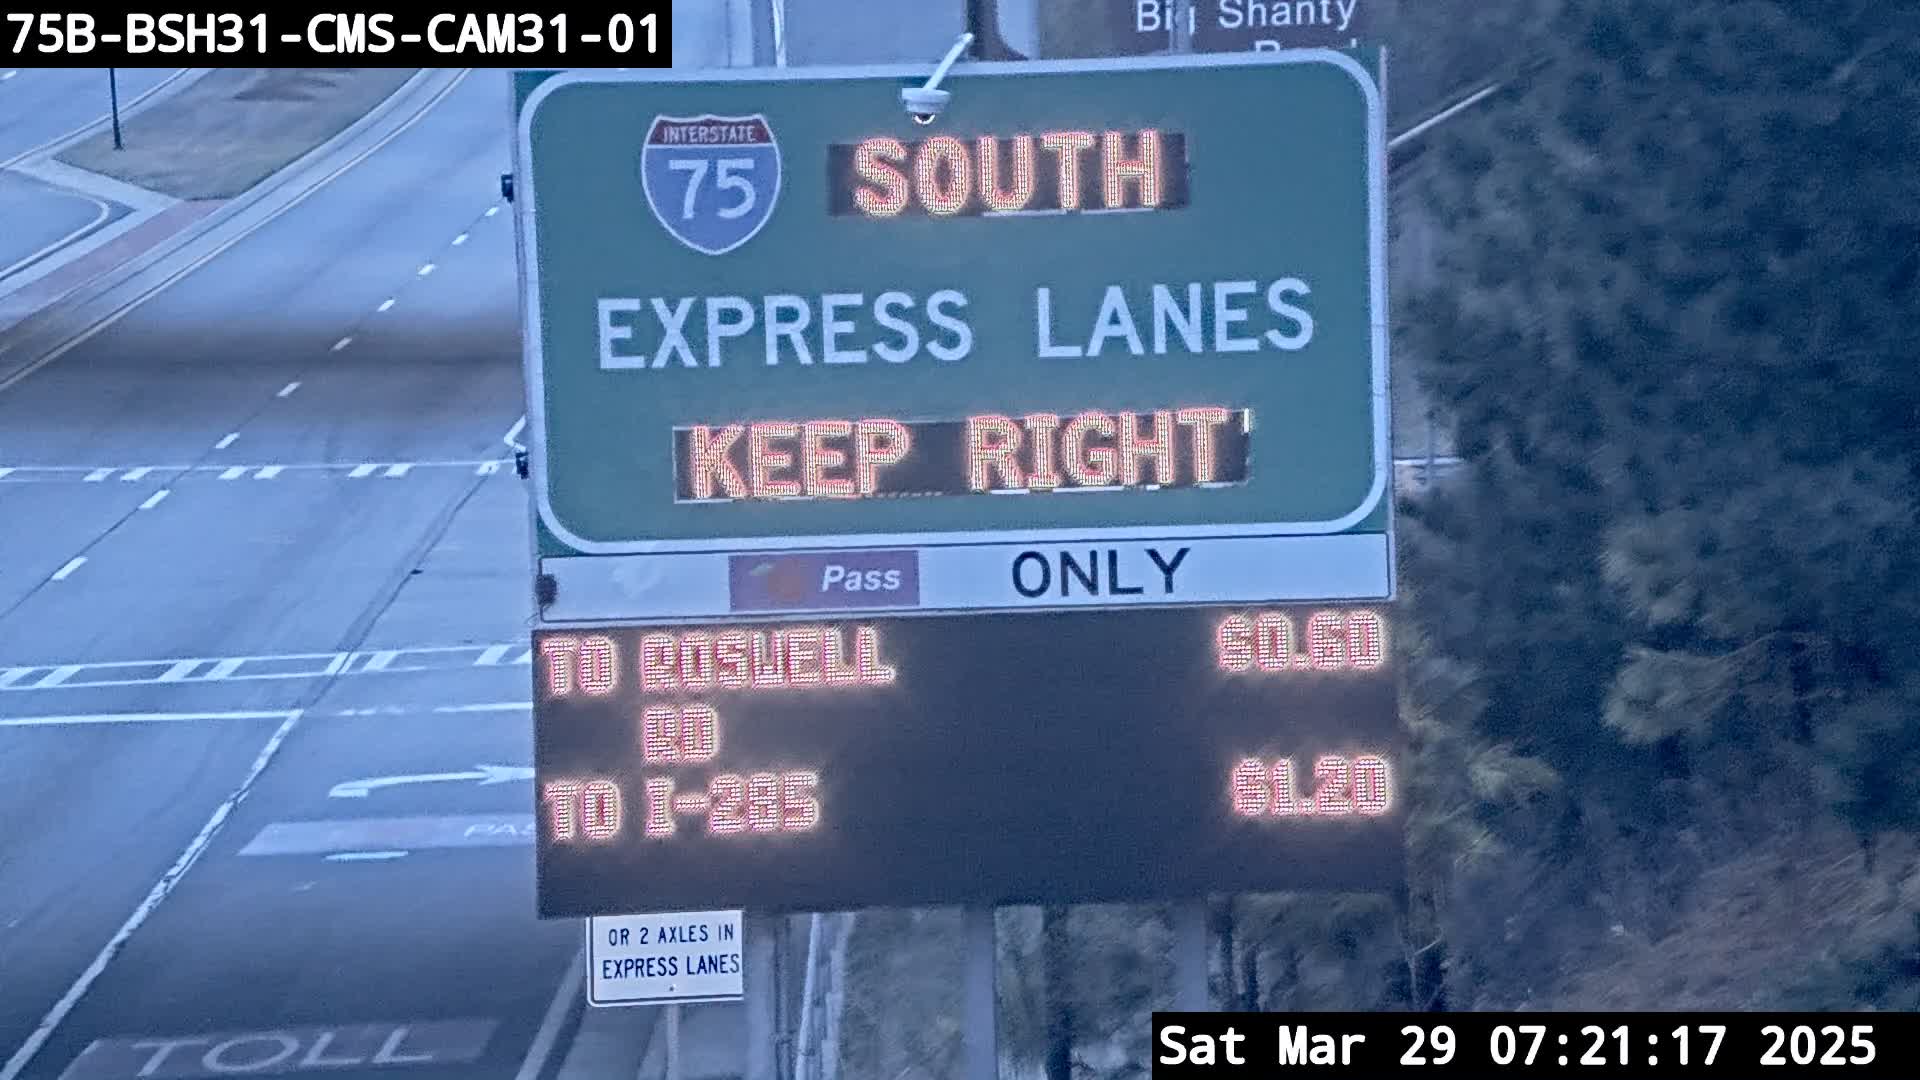 75B-BSH31-CMS-CAM31-01
Big Shanty
INTERSTATE
75
SOUTH
EXPRESS LANES
KEEP RIGHT
Pass ONLY
TO ROSWELL $0.60
RD
TO I-285 $1.20
OR 2 AXLES IN
EXPRESS LANES
TOLL
Sat Mar 29 07:21:17 2025